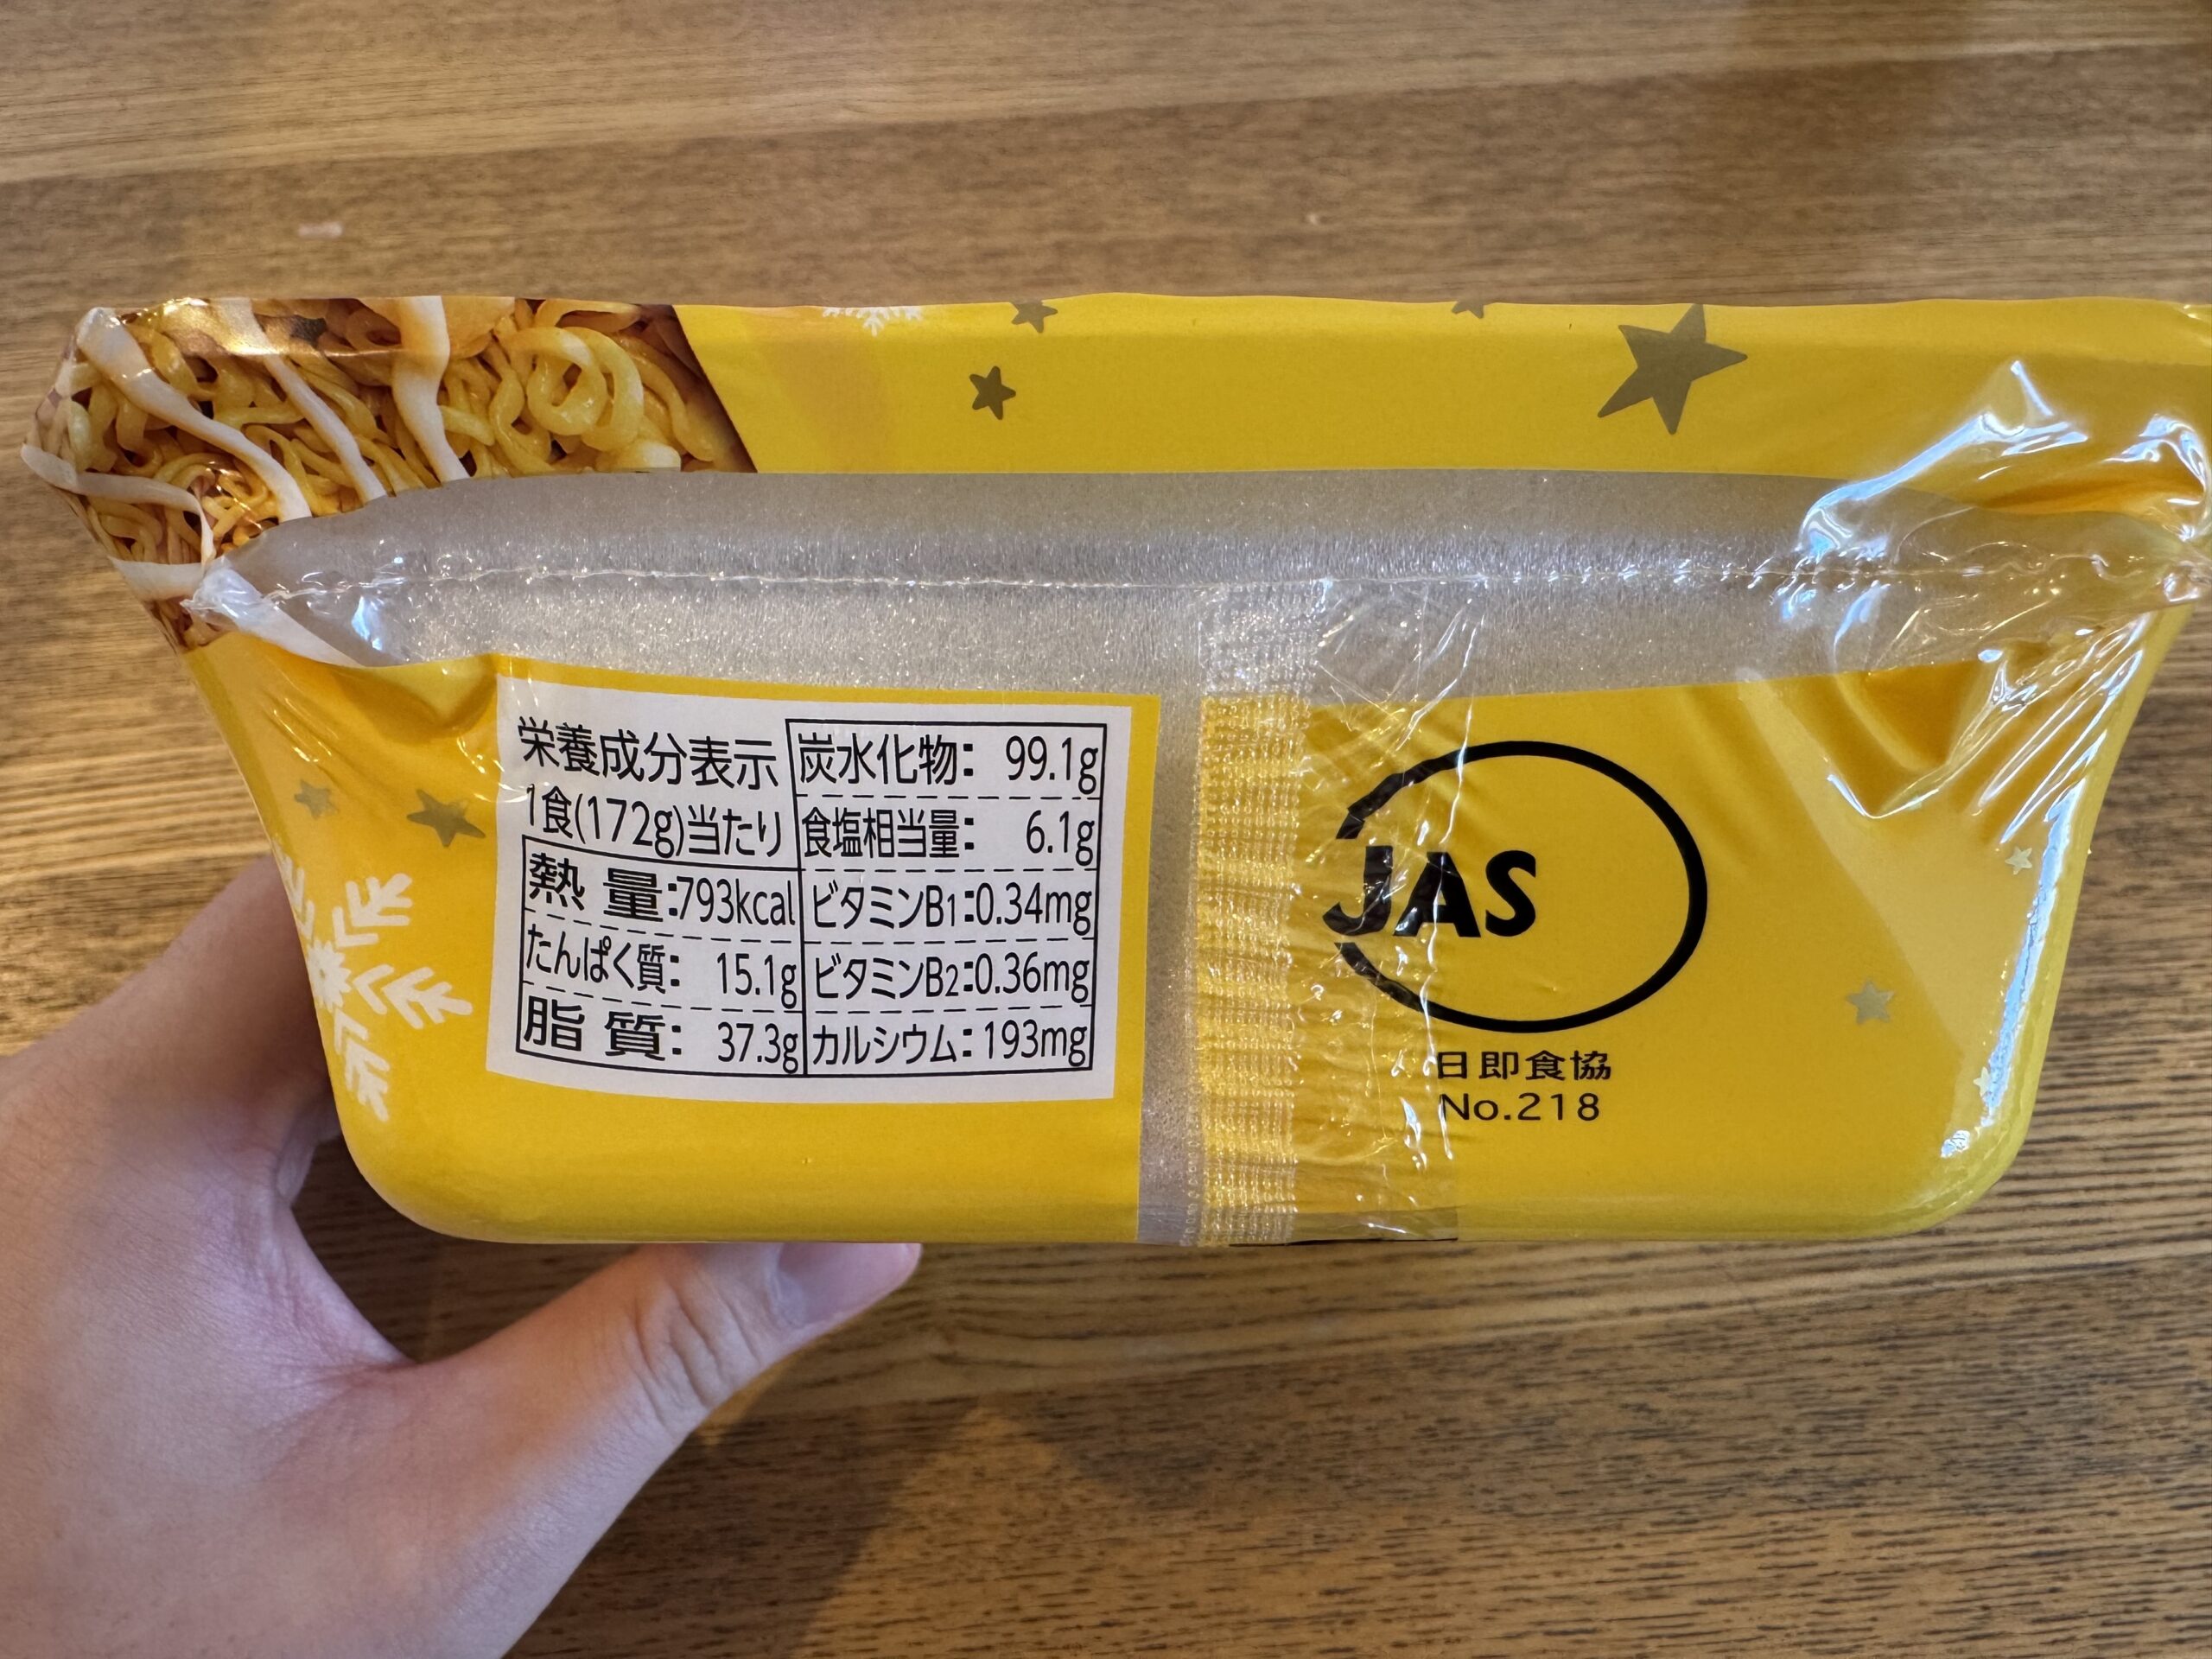 栄養成分表示
1食(172g)当たり
熱量:793kcal
たんぱく質: 15.1g
脂質: 37.3g
炭水化物: 99.1g
食塩相当量: 6.1g
ビタミンB1:0.34mg
ビタミンB2:0.36mg
カルシウム:193mg
JAS
日即食協
No.218